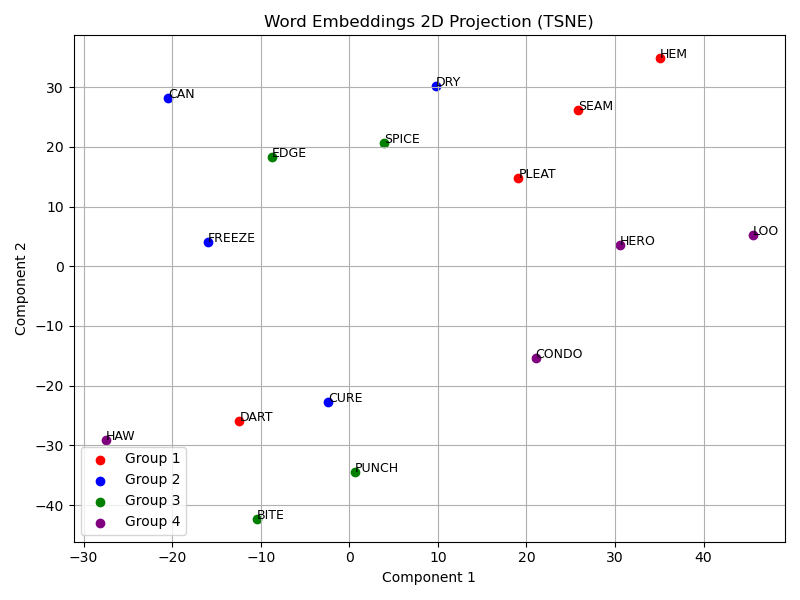 Word Embeddings 2D Projection (TSNE)
HEM
DRY
CAN
SEAM
SPICE
EDGE
PLEAT
LOO
HERO
FREEZE
CONDO
CURE
DART
HAW
PUNCH
BITE
Group 1
Group 2
Group 3
Group 4
30
20
10
0
−10
−20
−30
−40
Component 2
−30 −20 −10 0 10 20 30 40
Component 1